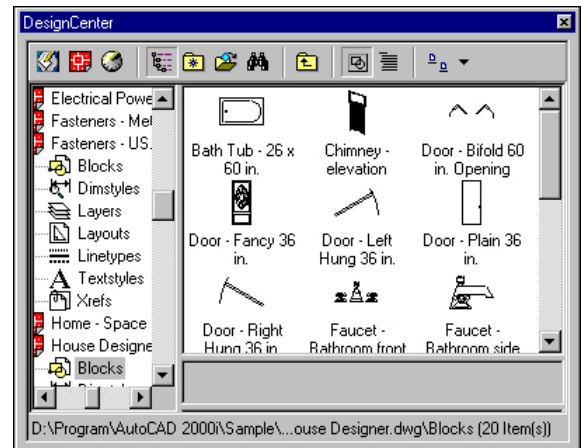 DesignCenter
Electrical Powe
Fasteners - Met
Fasteners - US.
Blocks
Dimstyles
Layers
Layouts
Linetypes
Textstyles
Xrefs
Home - Space
House Designe
Blocks
Bath Tub - 26 x
60 in.
Chimney -
elevation
Door - Bifold 60
in. Opening
Door - Fancy 36
in.
Door - Left
Hung 36 in.
Door - Plain 36
in.
Door - Right
Hung 36 in
Faucet -
Bathroom front
Faucet -
Bathroom side
D:\Program\AutoCAD 2000i\Sample\...ouse Designer.dwg\Blocks (20 Item(s))